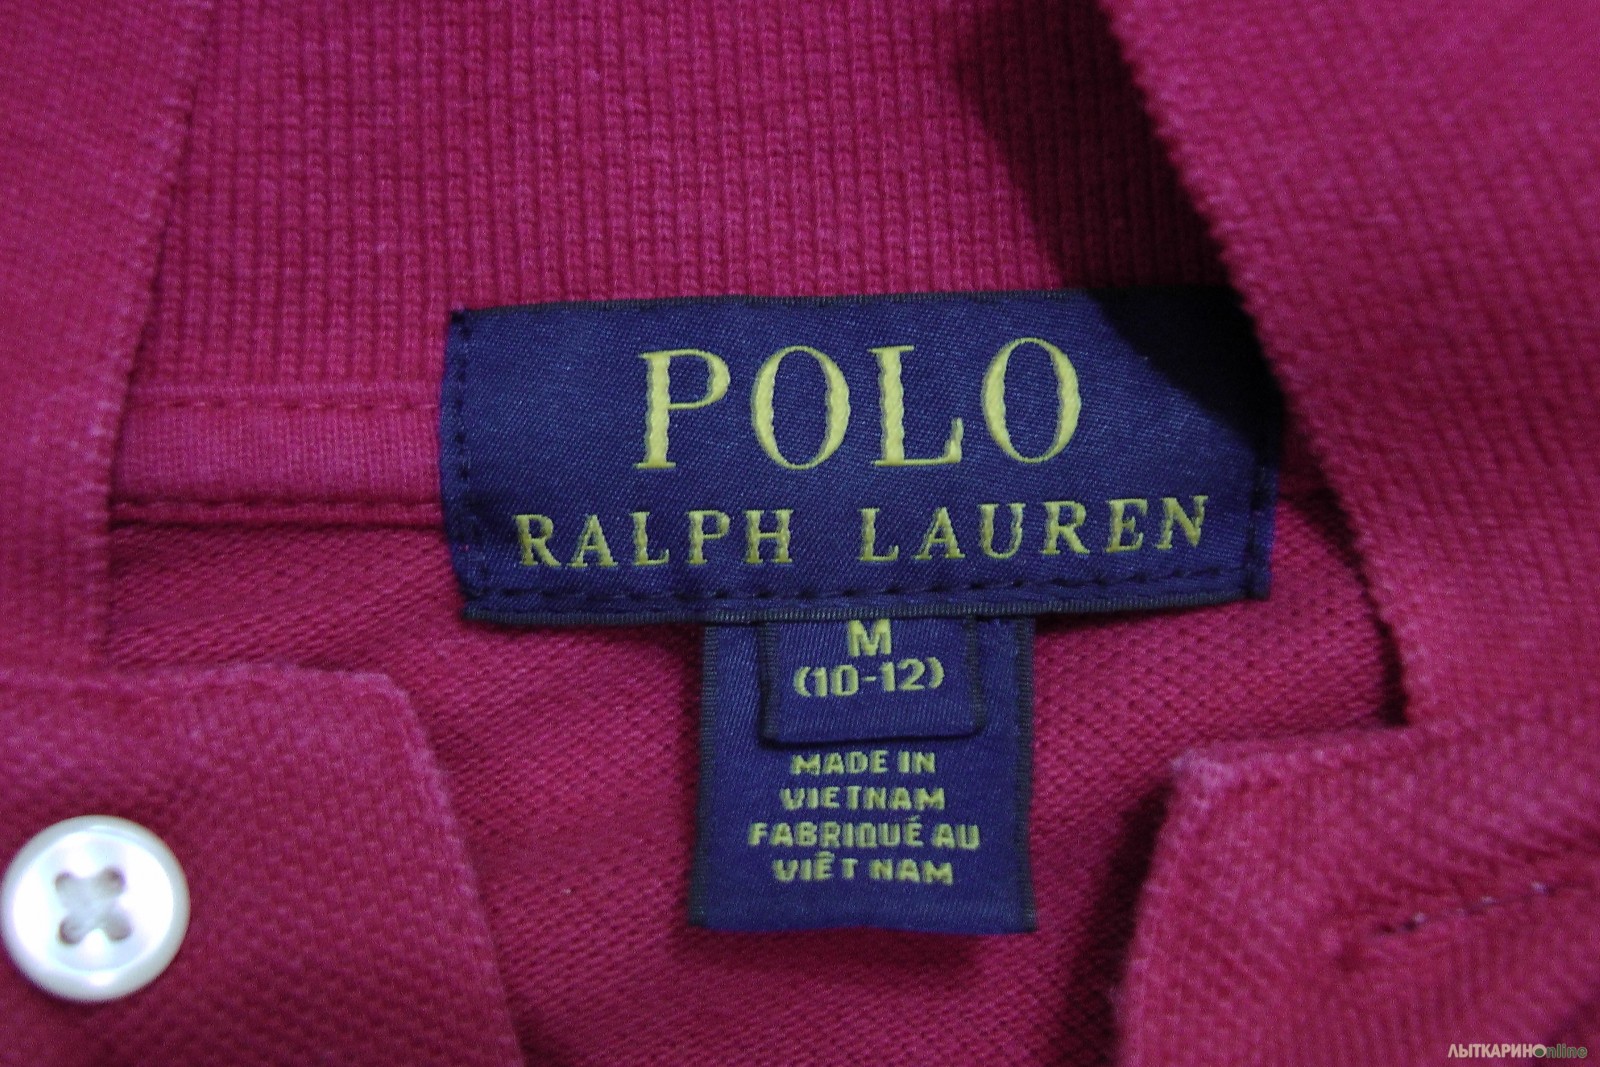 POLO
RALPH LAUREN
M
(10-12)
MADE IN
VIETNAM
FABRIQUÉ AU
VIÊT NAM
ЛЫТКАРИНОonline